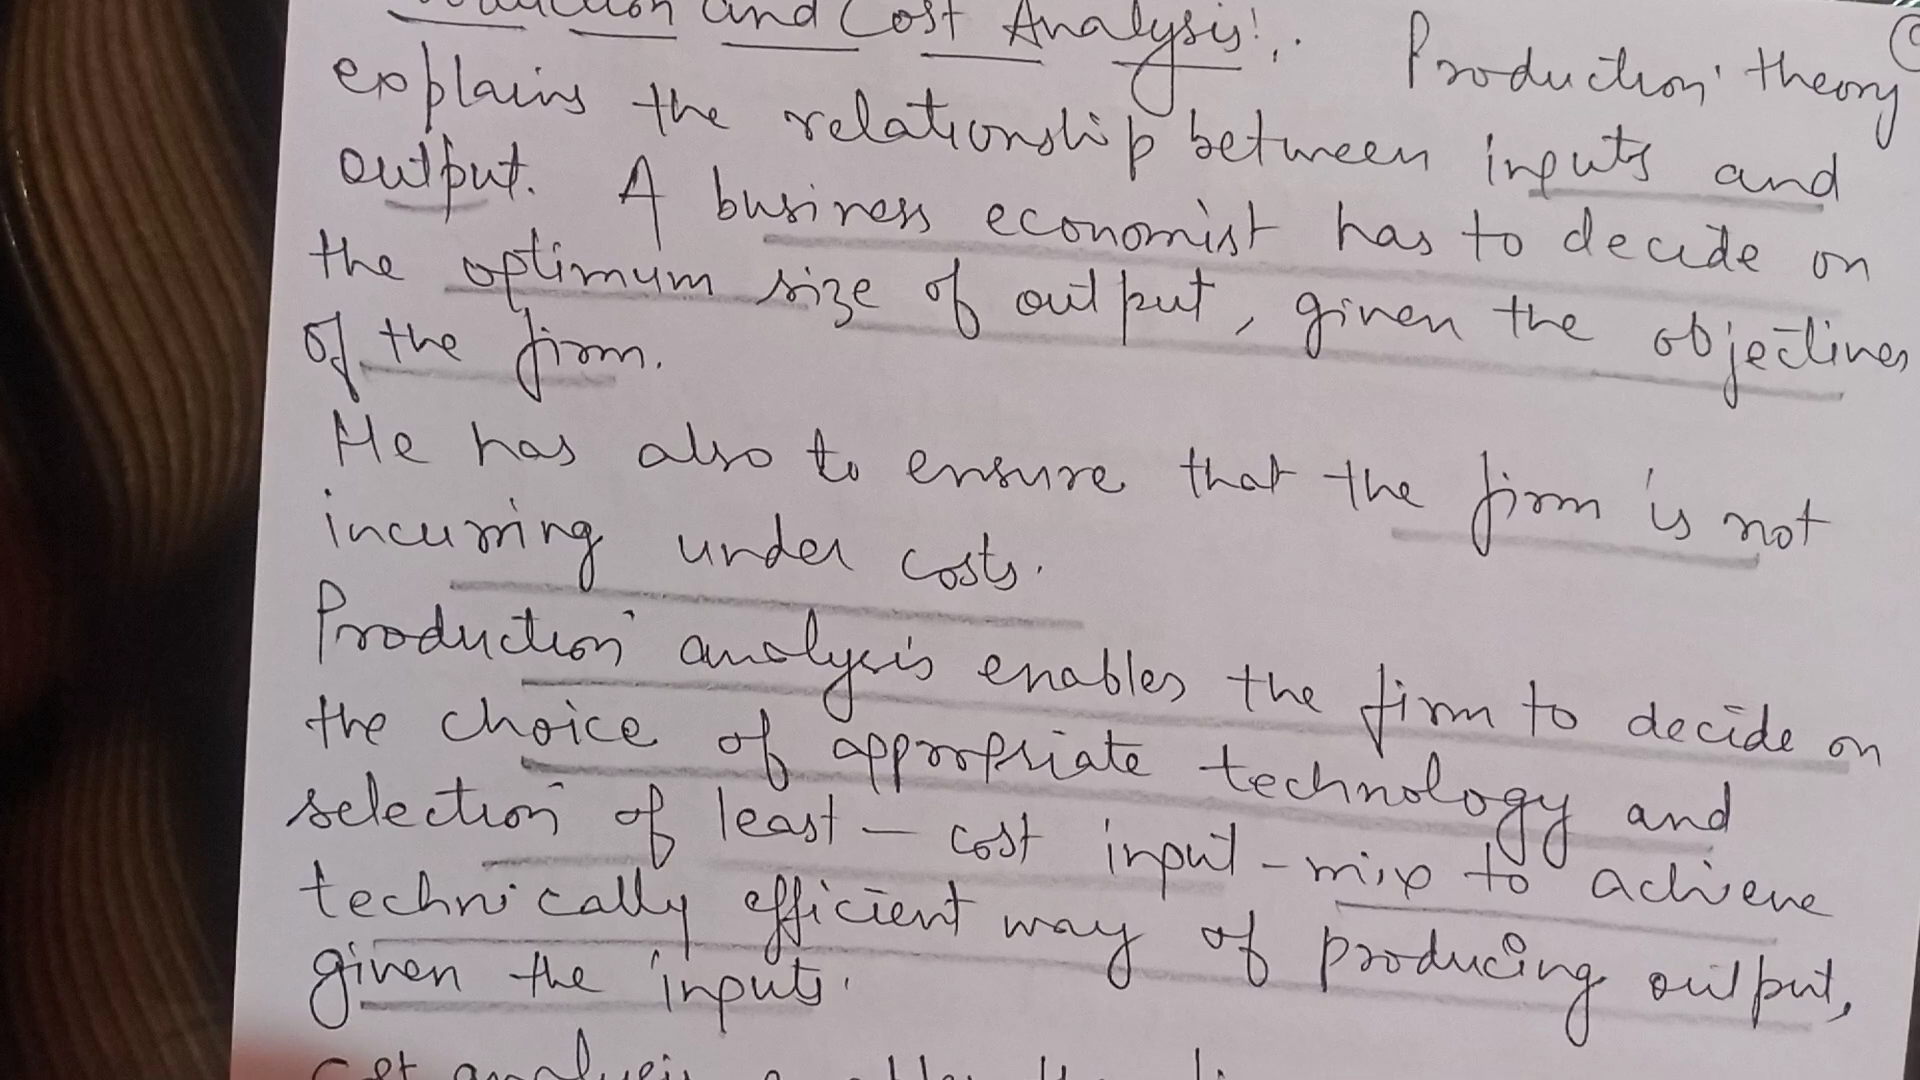 and Cost Analysis:. Production theory
explains the relationship between inputs and
output. A business economist has to decide on
the optimum size of output, given the objectives
of the firm.
He has also to ensure that the firm is not
incurring under costs.
Production analysis enables the firm to decide on
the choice of appropriate technology and
selection of least - cost input - mix to achieve
technically efficient way of producing output,
given the inputs.
analysis